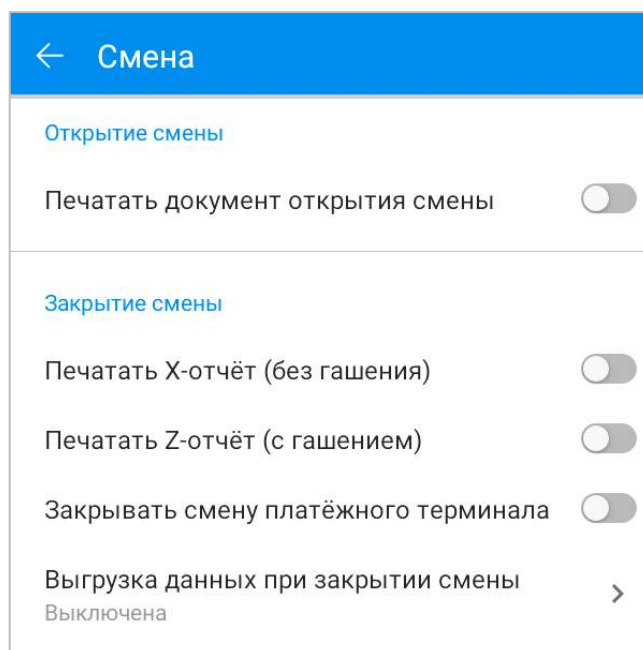 Смена
Открытие смены
Печатать документ открытия смены
Закрытие смены
Печатать X-отчёт (без гашения)
Печатать Z-отчёт (с гашением)
Закрывать смену платёжного терминала
Выгрузка данных при закрытии смены
Выключена